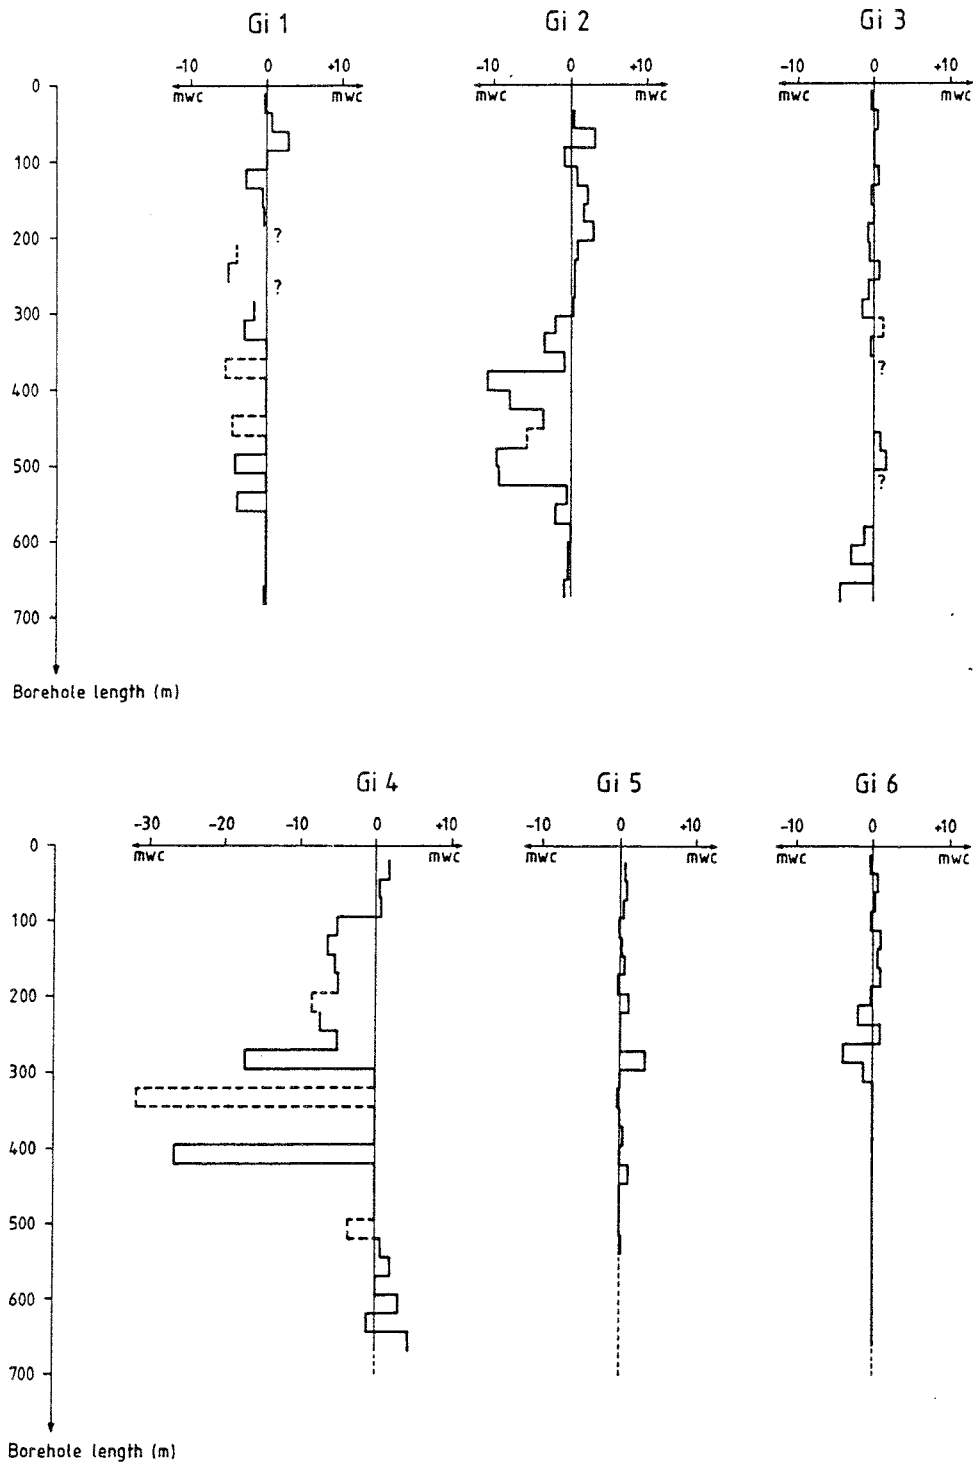 Gi 1 Gi 2 Gi 3
-10 0 +10 -10 0 +10 -10 0 +10
mwc mwc mwc mwc mwc mwc
0
100
200
300
400
500
600
700
? ? ? ?
Borehole length (m)
Gi 4 Gi 5 Gi 6
-30 -20 -10 0 +10 -10 0 +10 -10 0 +10
mwc mwc mwc mwc mwc mwc
0
100
200
300
400
500
600
700
Borehole length (m)